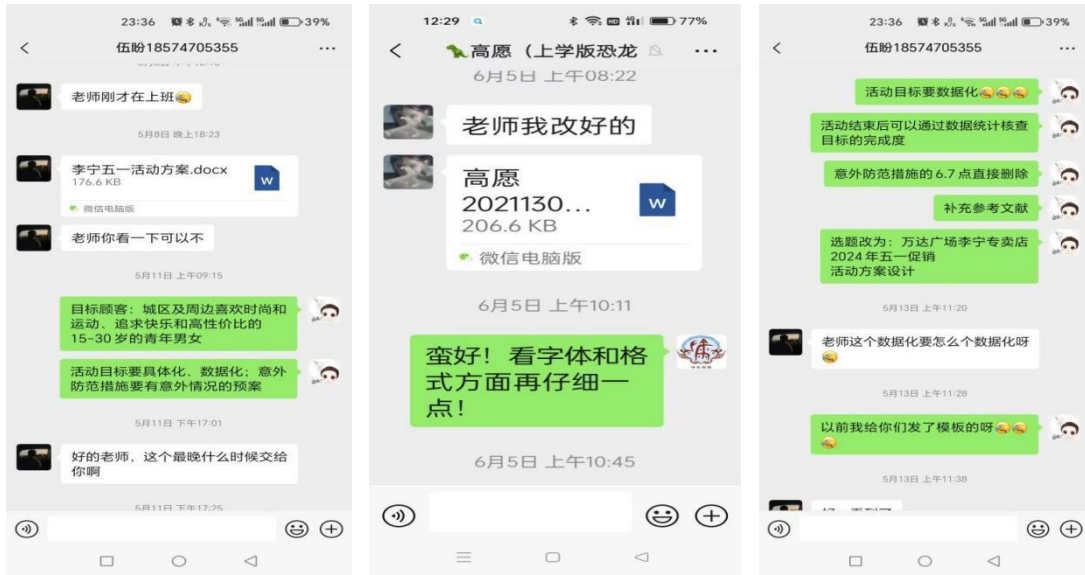 23:36
39%
伍盼18574705355
老师刚才在上班
5月8日 晚上18:23
李宁五一活动方案.docx
176.6 KB
W
微信电脑版
老师你看一下可以不
5月11日 上午09:15
目标顾客：城区及周边喜欢时尚和
运动、追求快乐和高性价比的
15-30 岁的青年男女
活动目标要具体化、数据化；意外
防范措施要有意外情况的预案
5月11日 下午17:01
好的老师，这个最晚什么时候交给
你啊
5月11日 下午17:25
12:29
77%
高愿（上学版恐龙
6月5日 上午08:22
老师我改好的
高愿
2021130...
206.6 KB
W
微信电脑版
6月5日 上午10:11
蛮好！看字体和格
式方面再仔细一
点！
6月5日 上午10:45
23:36
39%
伍盼18574705355
活动目标要数据化
活动结束后可以通过数据统计核查
目标的完成度
意外防范措施的6.7点直接删除
补充参考文献
选题改为：万达广场李宁专卖店
2024年五一促销
活动方案设计
5月13日 上午11:20
老师这个数据化要怎么个数据化呀
5月13日 上午11:28
以前我给你们发了模板的呀
5月13日 上午11:38